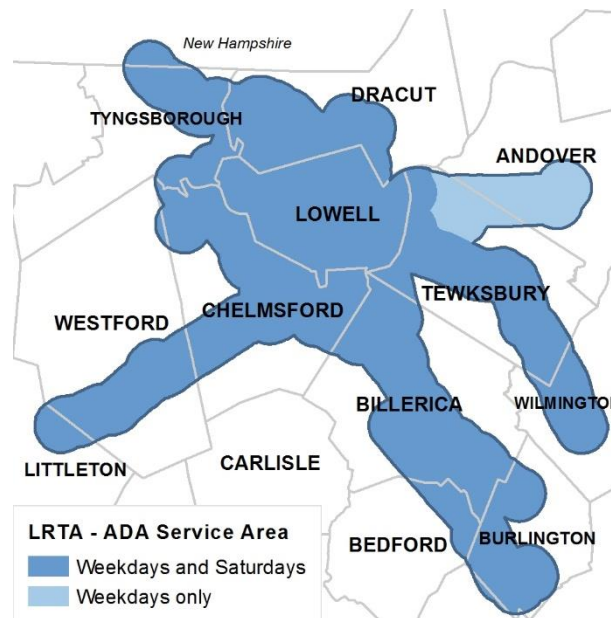 New Hampshire
DRACUT
TYNGSBOROUGH
ANDOVER
LOWELL
TEWKSBURY
CHELMSFORD
WESTFORD
BILLERICA
WILMINGTON
LITTLETON
CARLISLE
BEDFORD
BURLINGTON
LRTA - ADA Service Area
Weekdays and Saturdays
Weekdays only